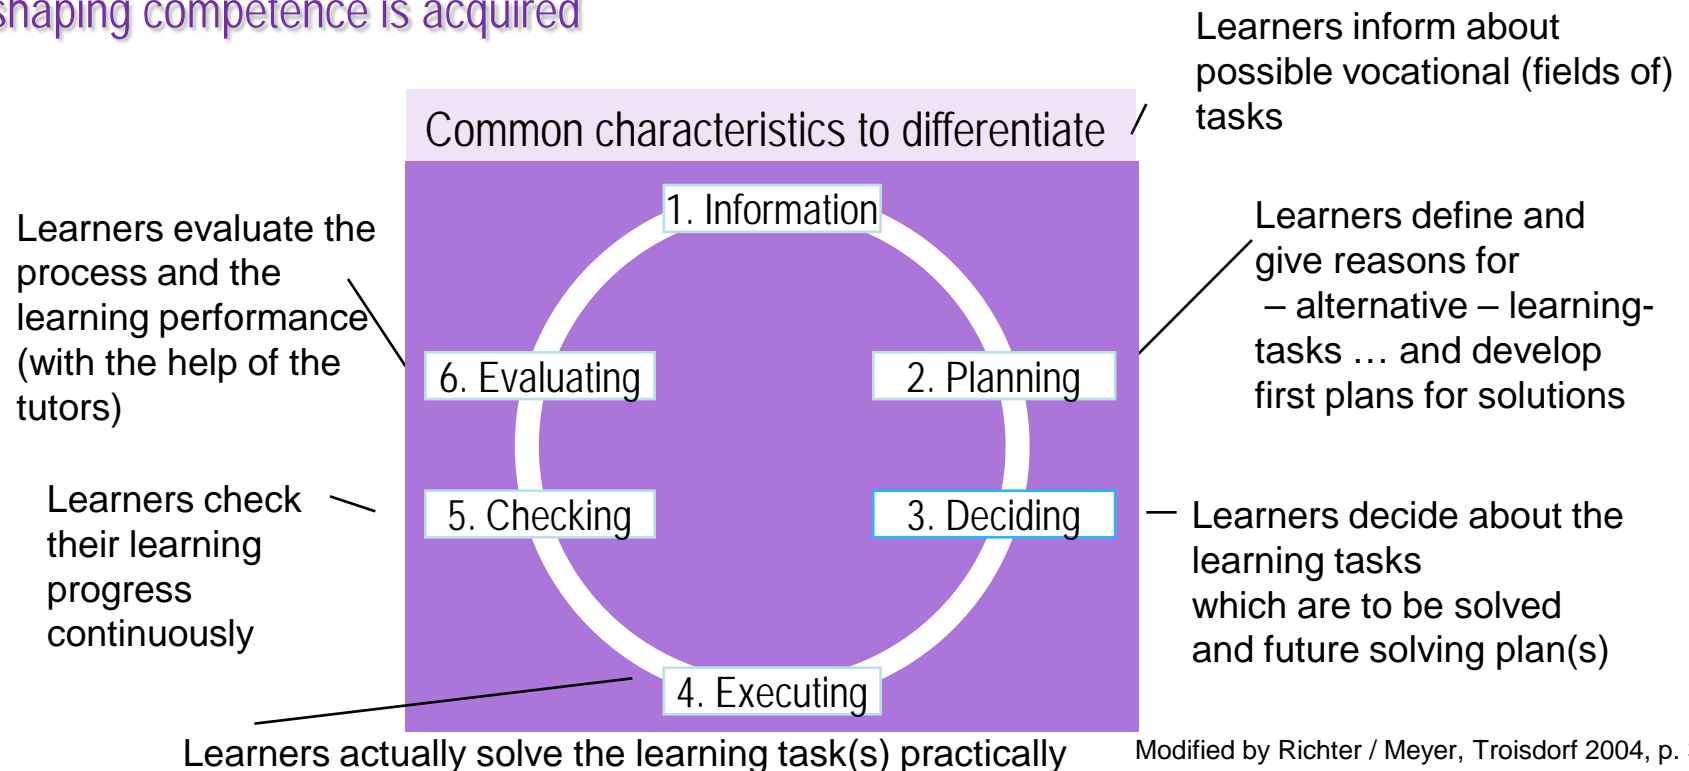 shaping competence is acquired
Learners inform about
possible vocational (fields of)
tasks
Common characteristics to differentiate
1. Information
Learners evaluate the
process and the
learning performance
(with the help of the
tutors)
Learners define and
give reasons for
– alternative – learning-
tasks … and develop
first plans for solutions
6. Evaluating
2. Planning
Learners check
their learning
progress
continuously
5. Checking
3. Deciding
Learners decide about the
learning tasks
which are to be solved
and future solving plan(s)
4. Executing
Learners actually solve the learning task(s) practically
Modified by Richter / Meyer, Troisdorf 2004, p.